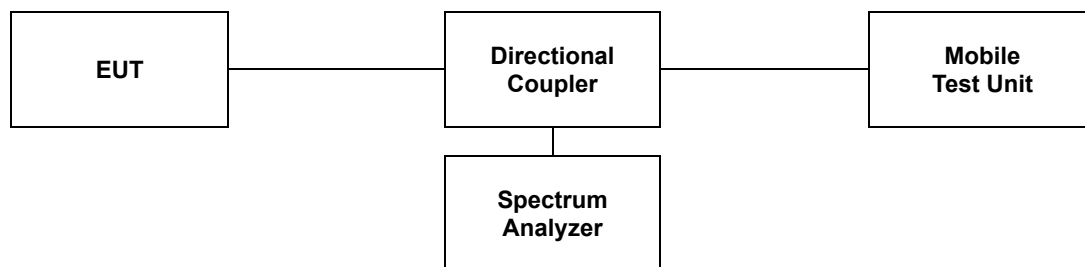 EUT
Directional
Coupler
Mobile
Test Unit
Spectrum
Analyzer